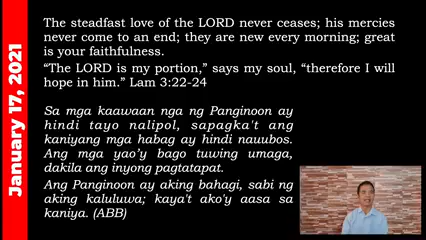 January 17, 2021
The steadfast love of the LORD never ceases; his mercies
never come to an end; they are new every morning; great
is your faithfulness.
“The LORD is my portion,” says my soul, “therefore I will
hope in him.” Lam 3:22-24
Sa mga kaawaan nga ng Panginoon ay
hindi tayo nalipol, sapagka't ang
kaniyang mga habag ay hindi nauubos.
Ang mga yao’y bago tuwing umaga,
dakila ang inyong pagtatapat.
Ang Panginoon ay aking bahagi, sabi ng
aking kaluluwa; kaya't ako'y aasa sa
kaniya. (ABB)